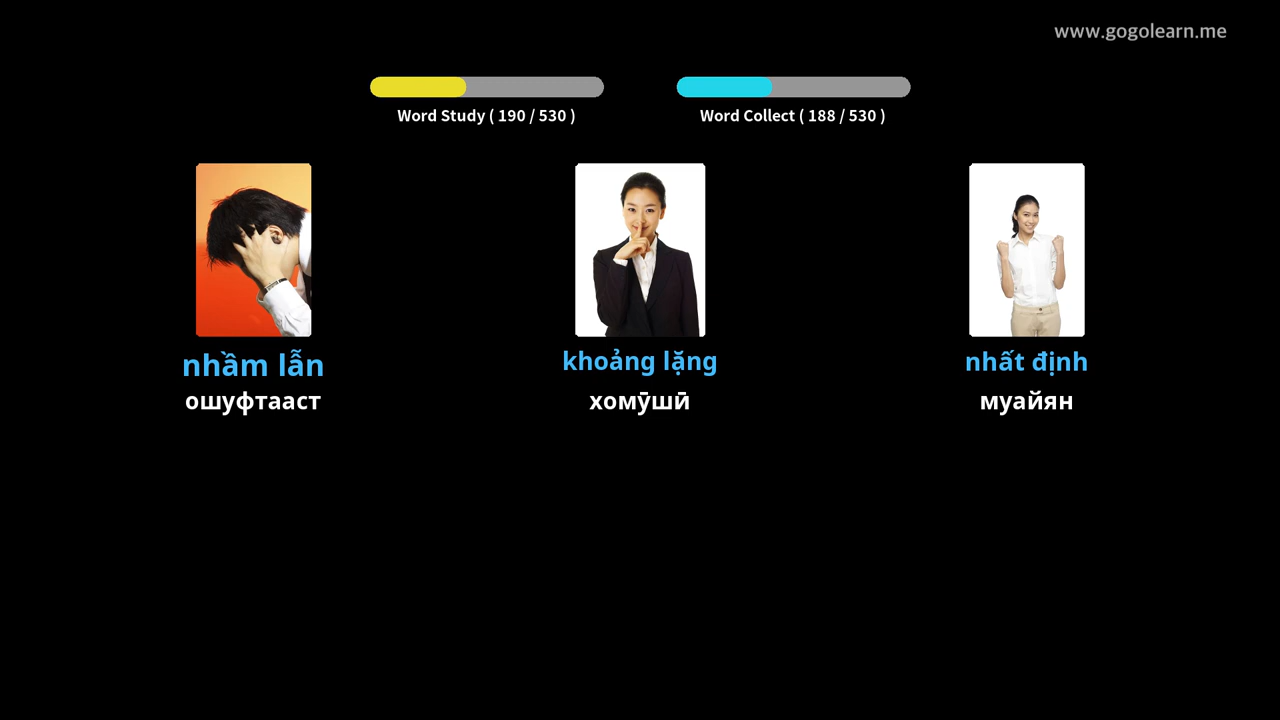 www.gogolearn.me
Word Study ( 190 / 530 )
Word Collect ( 188 / 530 )
nhầm lẫn
khoảng lặng
nhất định
ошуфтааст
хомӯшӣ
муайян